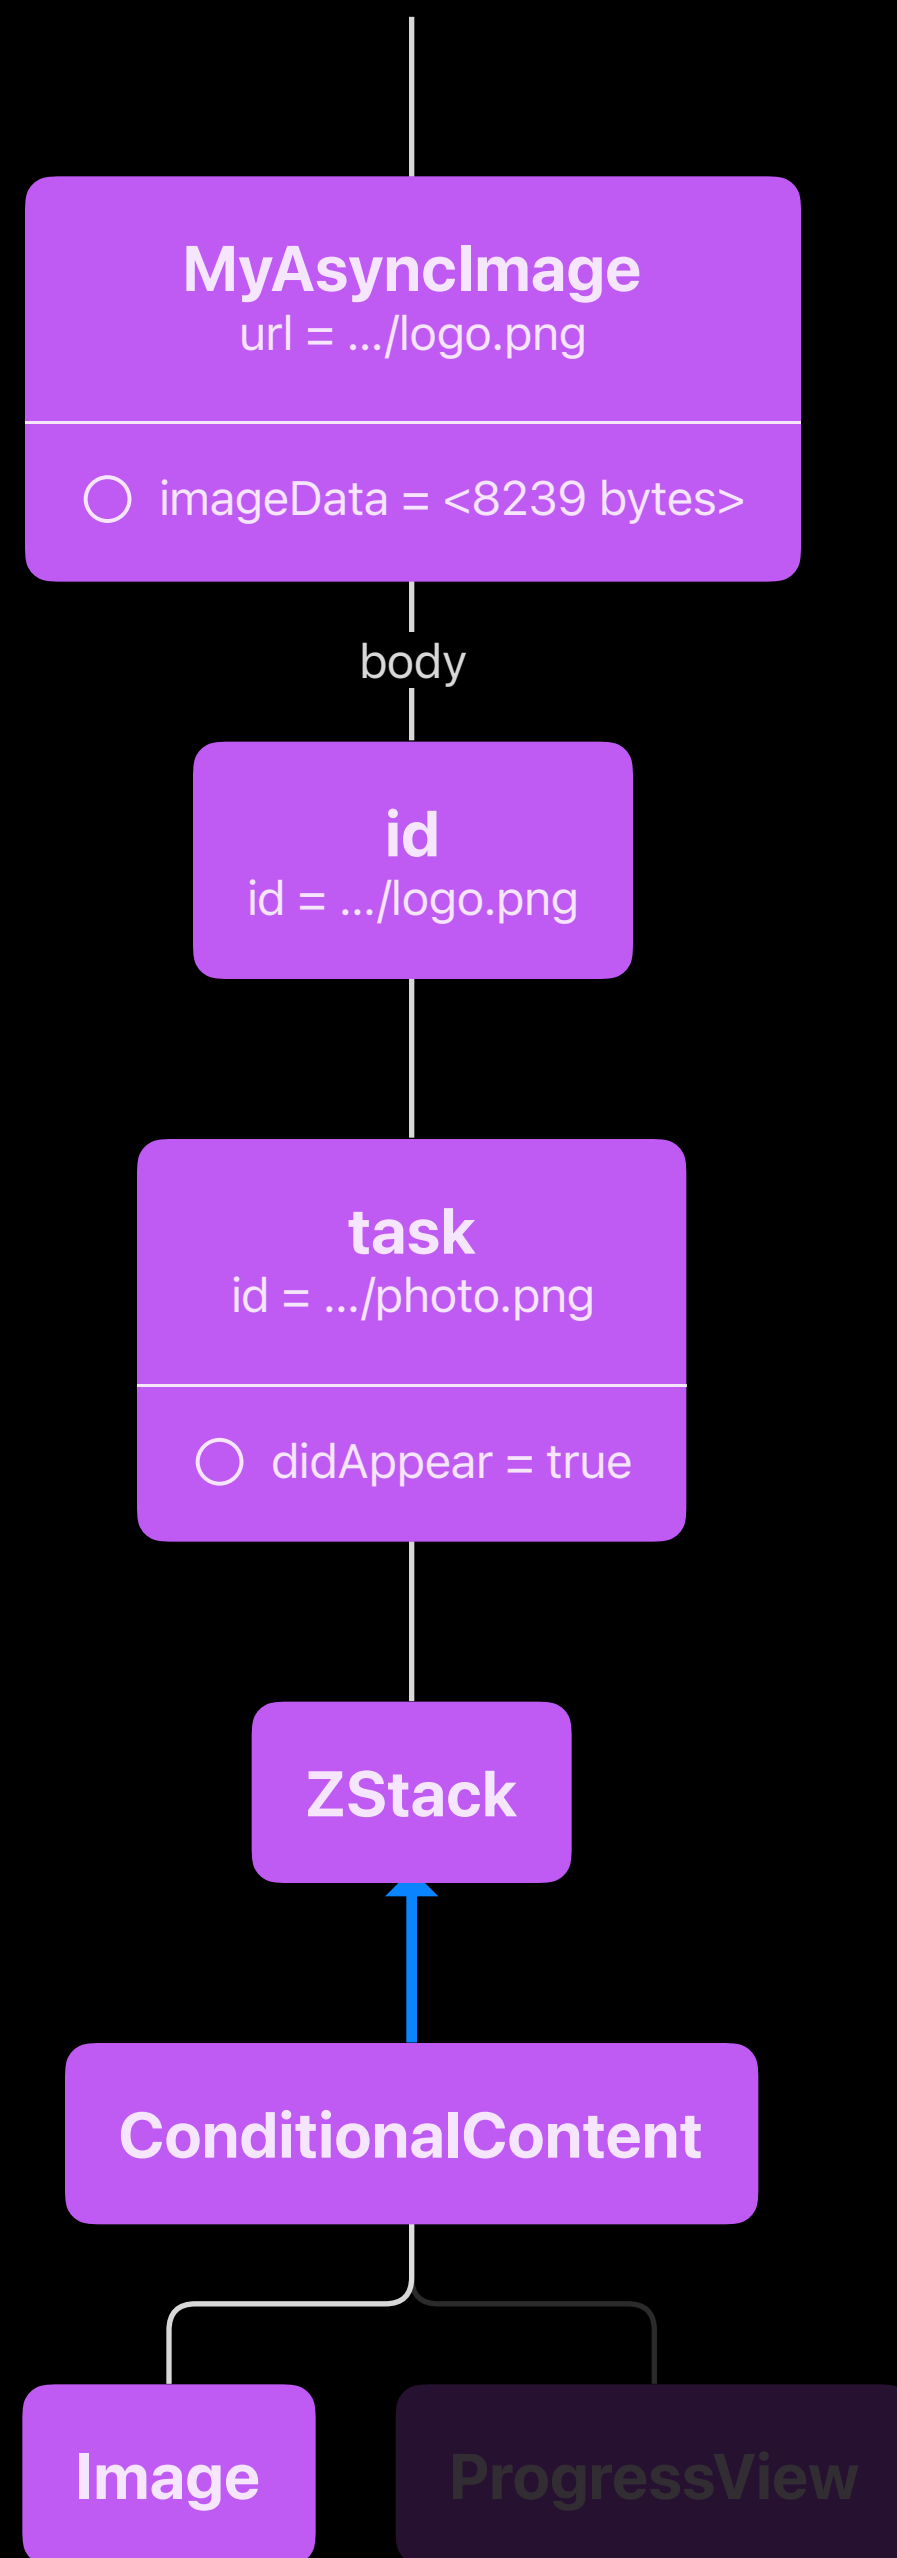 MyAsyncImage
url = .../logo.png
imageData = <8239 bytes>
body
id
id = .../logo.png
task
id = .../photo.png
didAppear = true
ZStack
ConditionalContent
Image
ProgressView